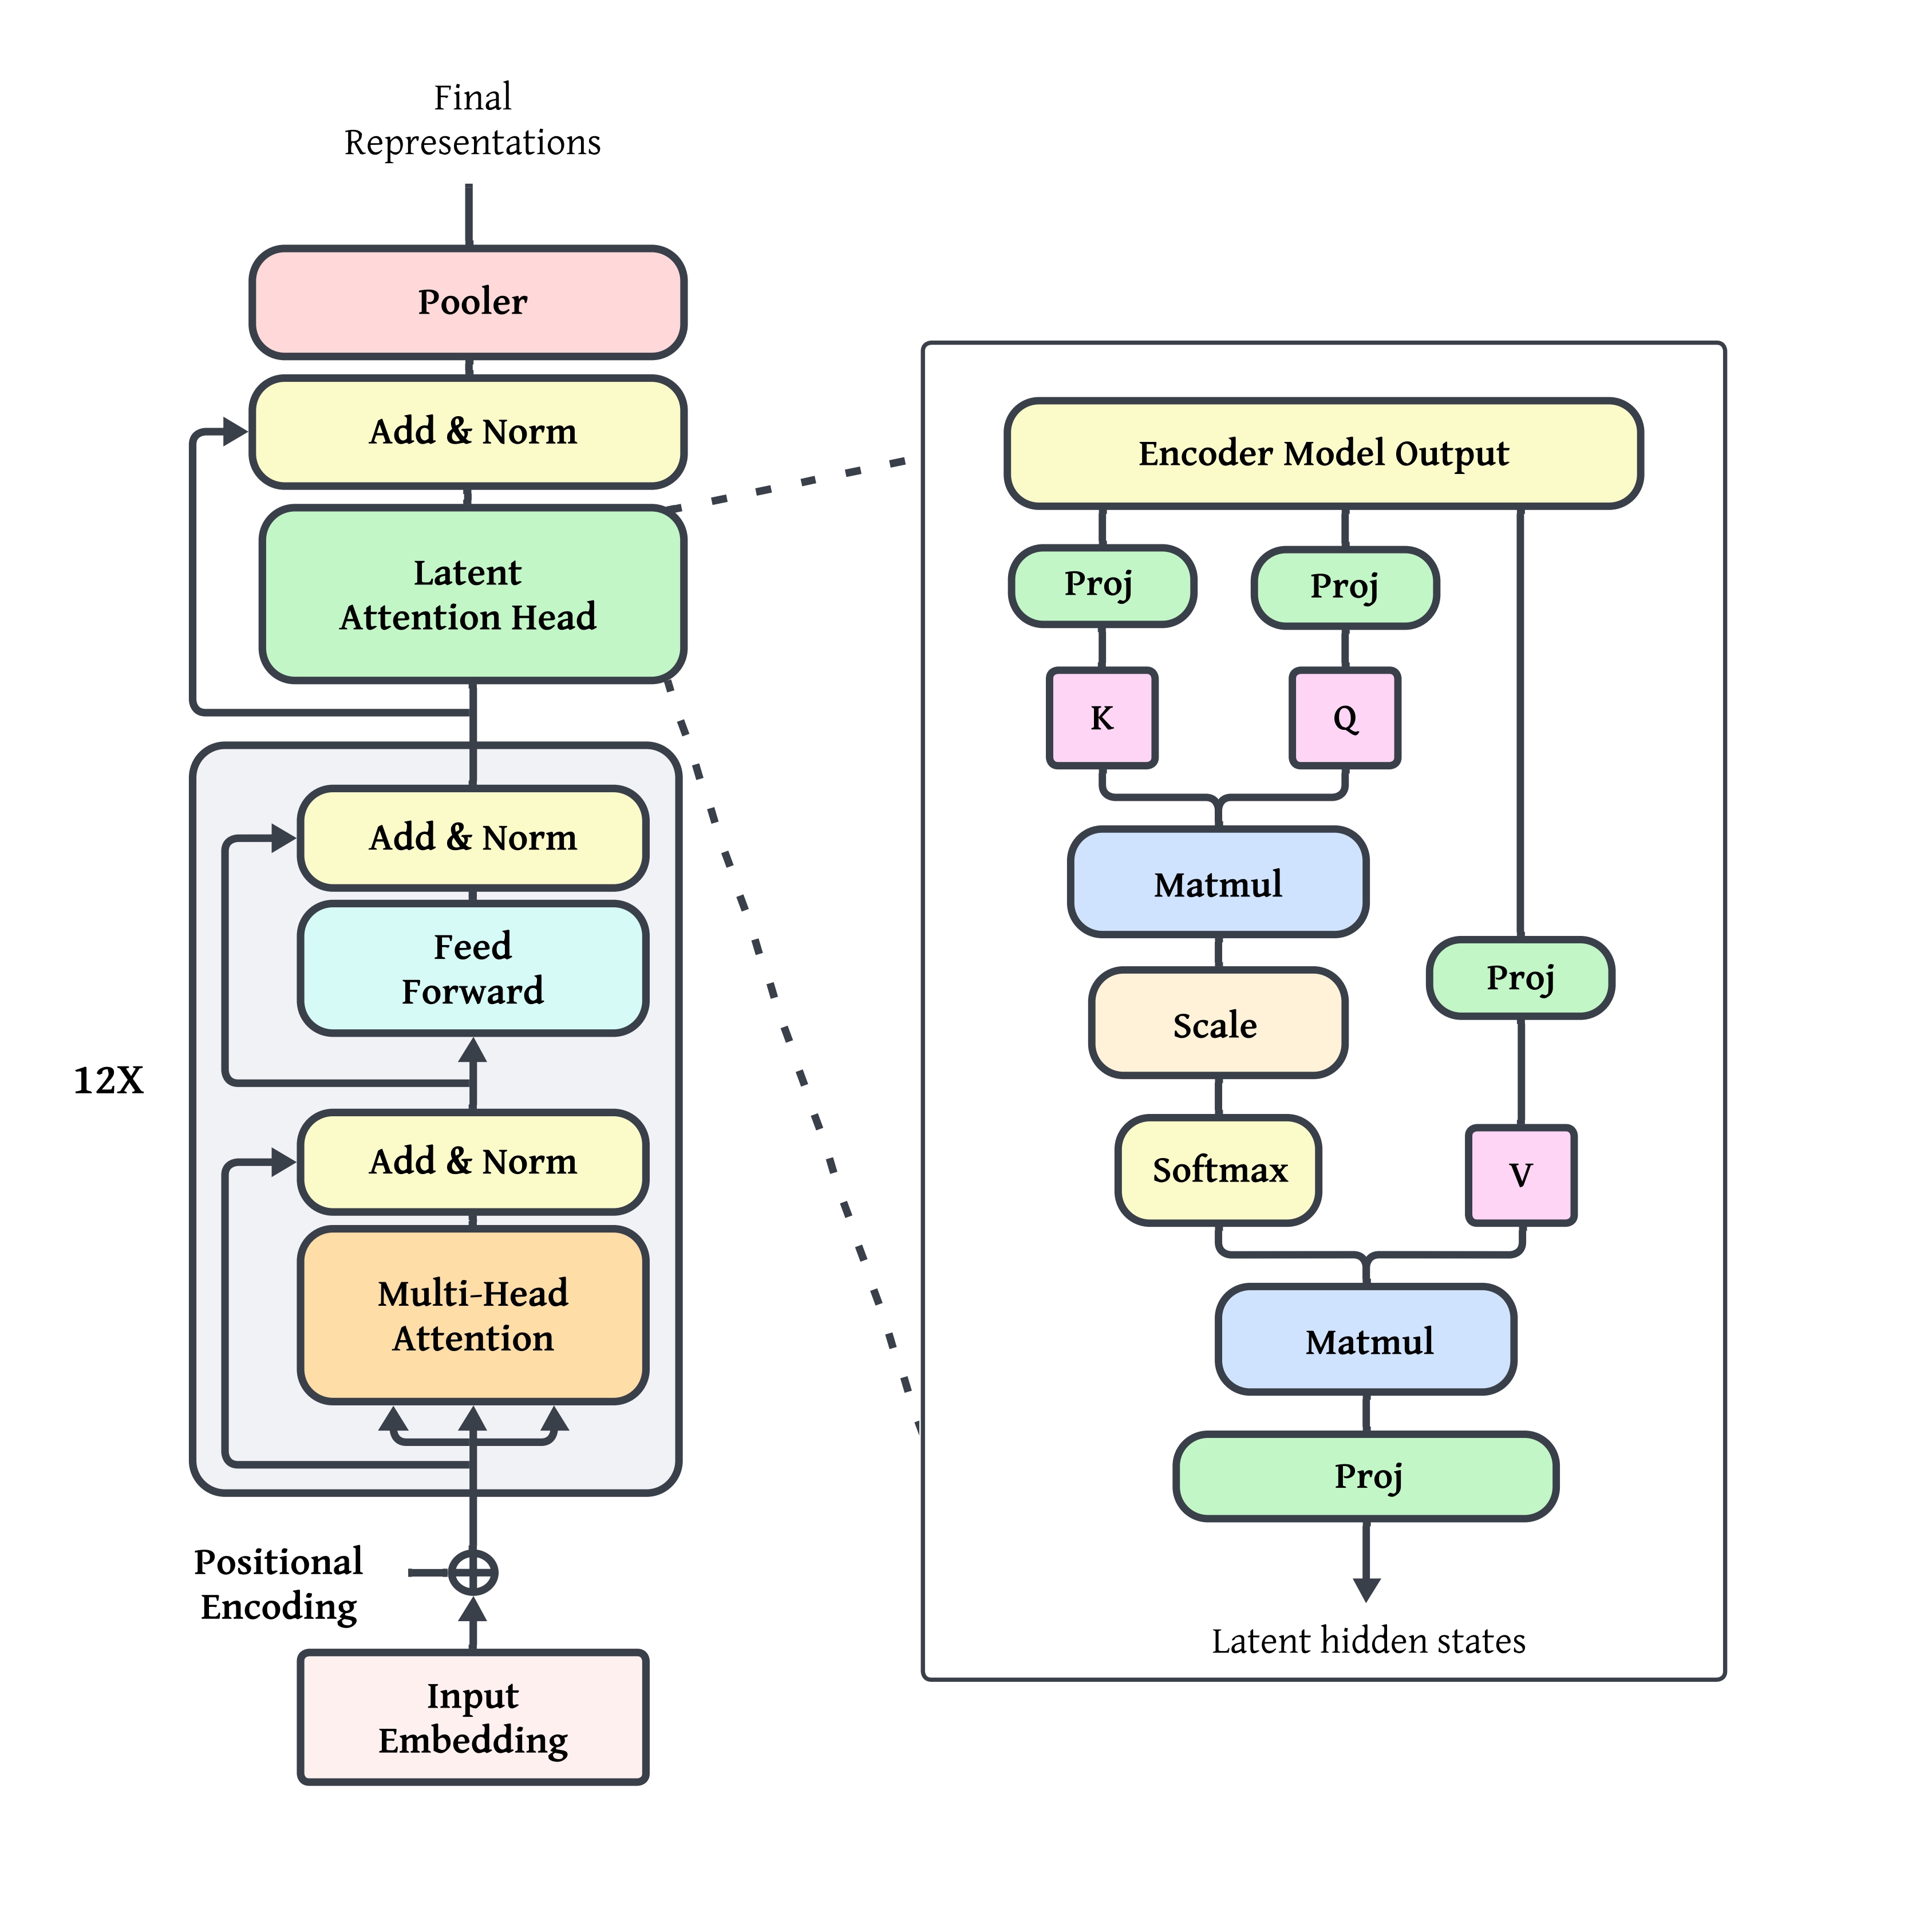 Final
Representations
Pooler
Add & Norm
Latent
Attention Head
Add & Norm
Feed
Forward
12X
Add & Norm
Multi-Head
Attention
Positional
Encoding
Input
Embedding
Encoder Model Output
Proj
Proj
K
Q
Matmul
Scale
Proj
Softmax
V
Matmul
Proj
Latent hidden states